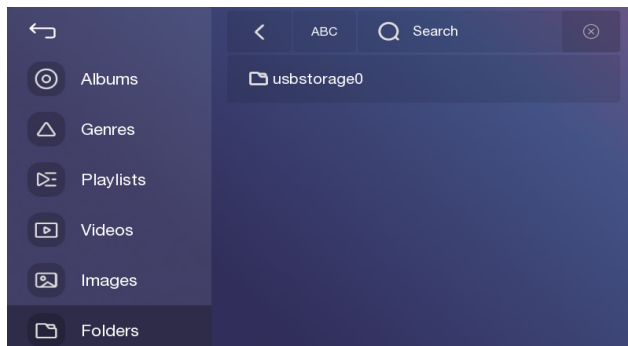 ABC
Search
Albums
usbstorage0
Genres
Playlists
Videos
Images
Folders